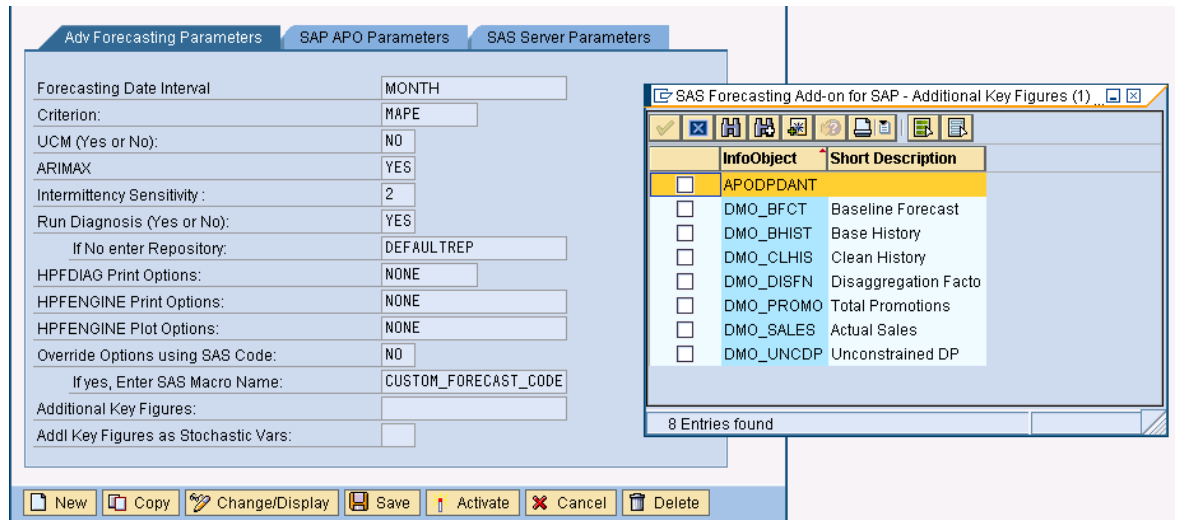 Adv Forecasting Parameters SAP APO Parameters SAS Server Parameters
Forecasting Date Interval MONTH
Criterion: MAPE
UCM (Yes or No): NO
ARIMAX YES
Intermittency Sensitivity : 2
Run Diagnosis (Yes or No): YES
If No enter Repository: DEFAULTREP
HPFDIAG Print Options: NONE
HPFENGINE Print Options: NONE
HPFENGINE Plot Options: NONE
Override Options using SAS Code: NO
If yes, Enter SAS Macro Name: CUSTOM_FORECAST_CODE
Additional Key Figures:
Addl Key Figures as Stochastic Vars:
New Copy Change/Display Save Activate Cancel Delete
SAS Forecasting Add-on for SAP - Additional Key Figures (1) ...
InfoObject Short Description
APODPDANT
DMO_BFCT Baseline Forecast
DMO_BHIST Base History
DMO_CLHIS Clean History
DMO_DISFN Disaggregation Facto
DMO_PROMO Total Promotions
DMO_SALES Actual Sales
DMO_UNCDP Unconstrained DP
8 Entries found